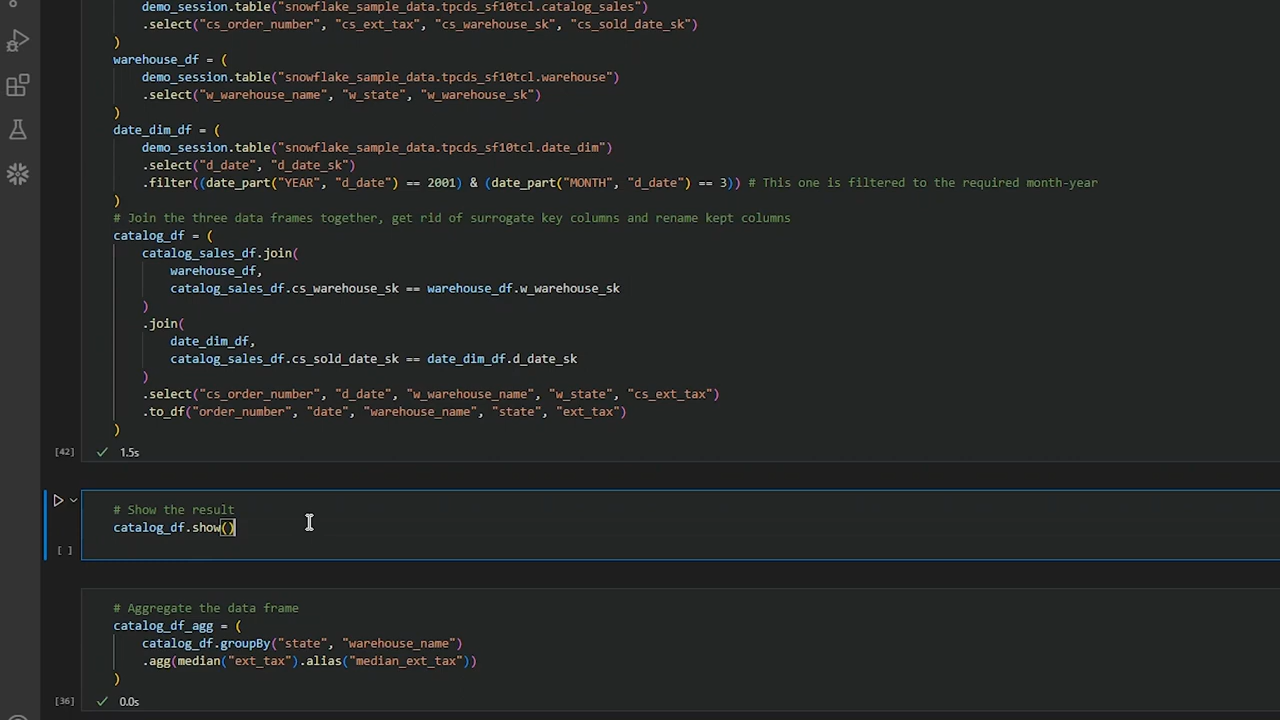 demo_session.table("snowflake_sample_data.tpcds_sf10tcl.catalog_sales")
.select("cs_order_number", "cs_ext_tax", "cs_warehouse_sk", "cs_sold_date_sk")
)
warehouse_df = (
demo_session.table("snowflake_sample_data.tpcds_sf10tcl.warehouse")
.select("w_warehouse_name", "w_state", "w_warehouse_sk")
)
date_dim_df = (
demo_session.table("snowflake_sample_data.tpcds_sf10tcl.date_dim")
.select("d_date", "d_date_sk")
.filter((date_part("YEAR", "d_date") == 2001) & (date_part("MONTH", "d_date") == 3)) # This one is filtered to the required month-year
)
# Join the three data frames together, get rid of surrogate key columns and rename kept columns
catalog_df = (
catalog_sales_df.join(
warehouse_df,
catalog_sales_df.cs_warehouse_sk == warehouse_df.w_warehouse_sk
)
.join(
date_dim_df,
catalog_sales_df.cs_sold_date_sk == date_dim_df.d_date_sk
)
.select("cs_order_number", "d_date", "w_warehouse_name", "w_state", "cs_ext_tax")
.to_df("order_number", "date", "warehouse_name", "state", "ext_tax")
)
[42] 1.5s
# Show the result
catalog_df.show()
[ ]
# Aggregate the data frame
catalog_df_agg = (
catalog_df.groupBy("state", "warehouse_name")
.agg(median("ext_tax").alias("median_ext_tax"))
)
[36] 0.0s